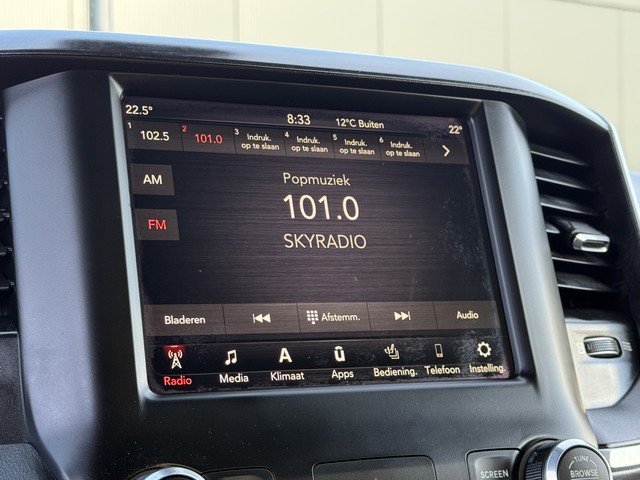 22.5°
8:33
12°C Buiten
22°
1 102.5
2 101.0
3 Indruk.
op te slaan
4 Indruk.
op te slaan
5 Indruk.
op te slaan
6 Indruk.
op te slaan
AM
FM
Popmuziek
101.0
SKYRADIO
Bladeren
Afstemm.
Audio
Radio
Media
A
Klimaat
Apps
Bediening.
Telefoon
Instelling.
SCREEN
TUNE
BROWSE